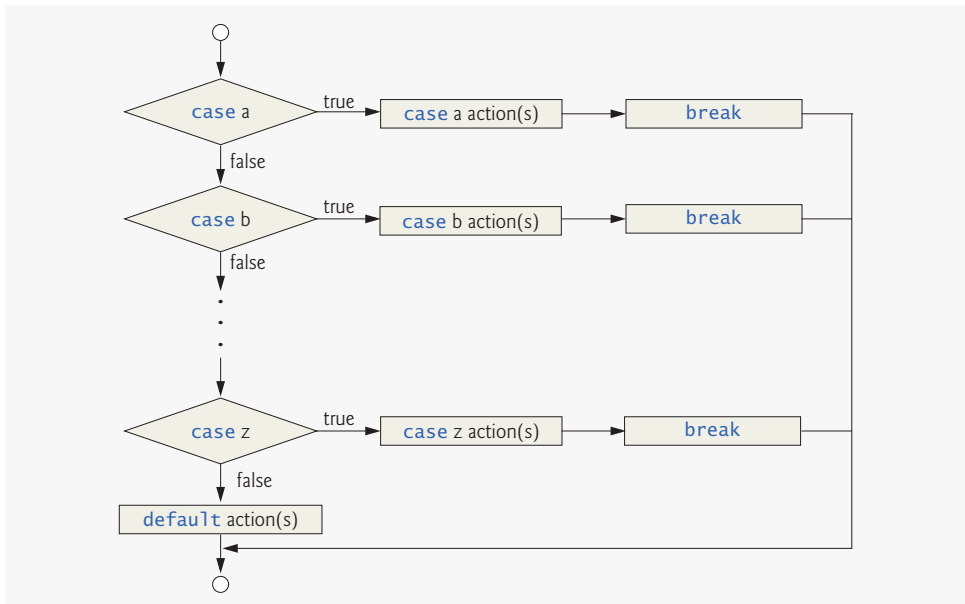 case a
true
case a action(s)
break
false
case b
true
case b action(s)
break
false
case z
true
case z action(s)
break
false
default action(s)